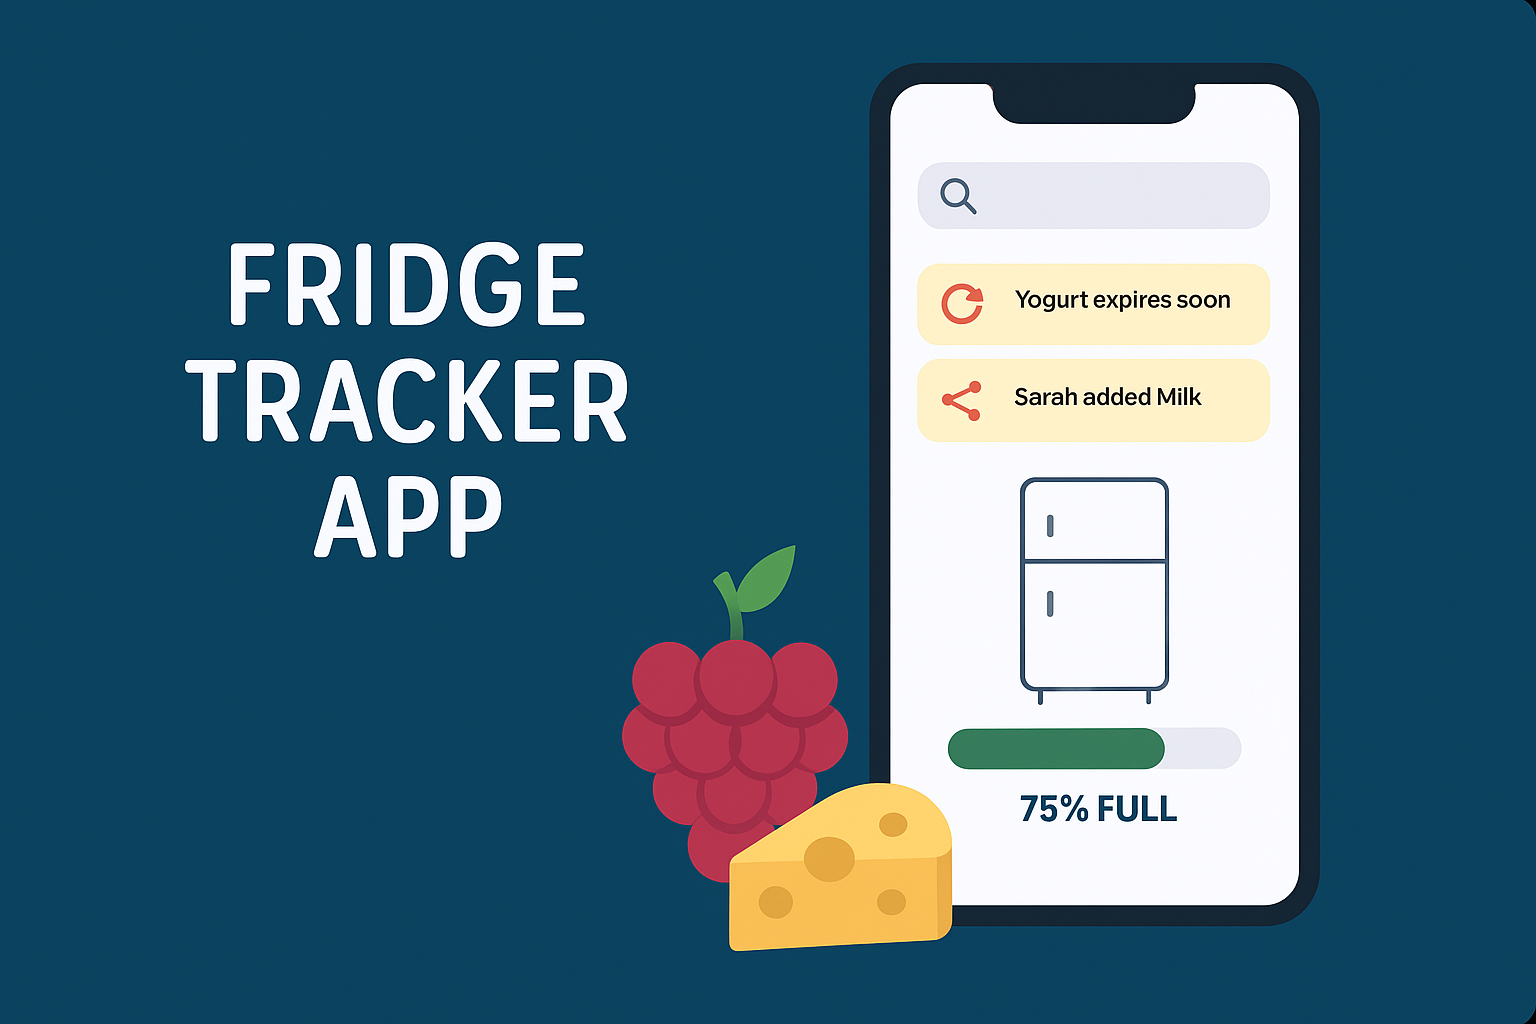 FRIDGE
TRACKER
APP
Yogurt expires soon
Sarah added Milk
75% FULL